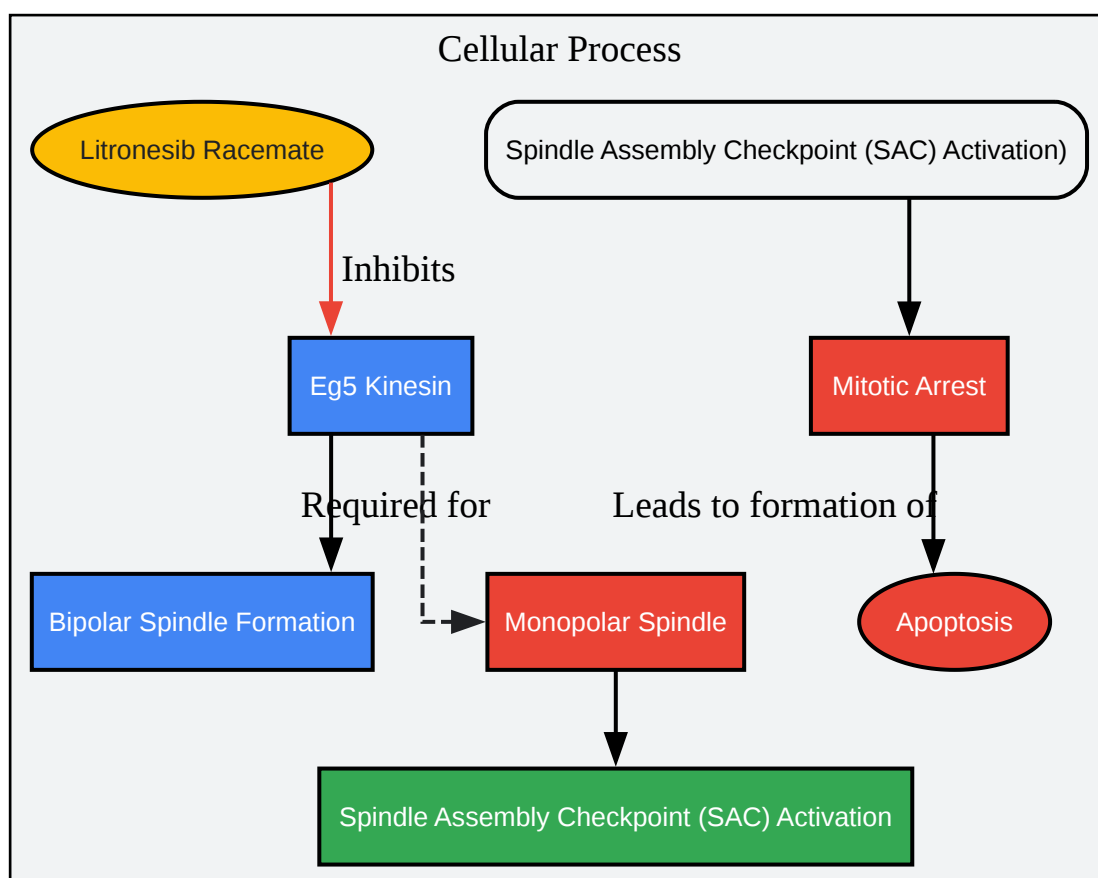 Cellular Process
Litronesib Racemate
Spindle Assembly Checkpoint (SAC) Activation)
Inhibits
Eg5 Kinesin
Mitotic Arrest
Required for
Leads to formation of
Bipolar Spindle Formation
Monopolar Spindle
Apoptosis
Spindle Assembly Checkpoint (SAC) Activation